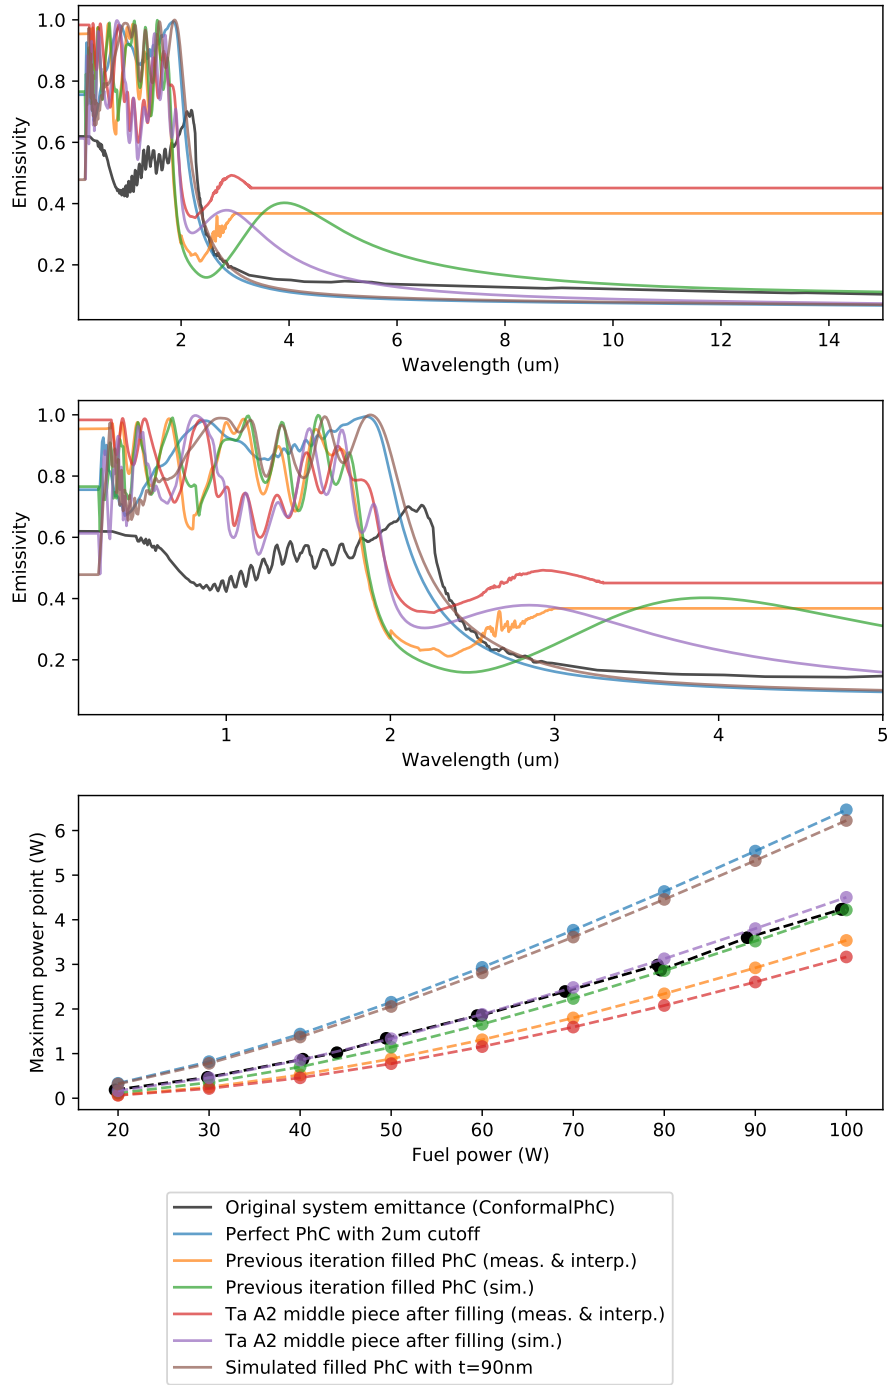 1.0
0.8
0.6
0.4
0.2
Emissivity
2
4
6
8
10
12
14
Wavelength (um)
1.0
0.8
0.6
0.4
0.2
Emissivity
1
2
3
4
5
Wavelength (um)
6
5
4
3
2
1
0
Maximum power point (W)
20
30
40
50
60
70
80
90
100
Fuel power (W)
Original system emittance (ConformalPhC)
Perfect PhC with 2um cutoff
Previous iteration filled PhC (meas. & interp.)
Previous iteration filled PhC (sim.)
Ta A2 middle piece after filling (meas. & interp.)
Ta A2 middle piece after filling (sim.)
Simulated filled PhC with t=90nm